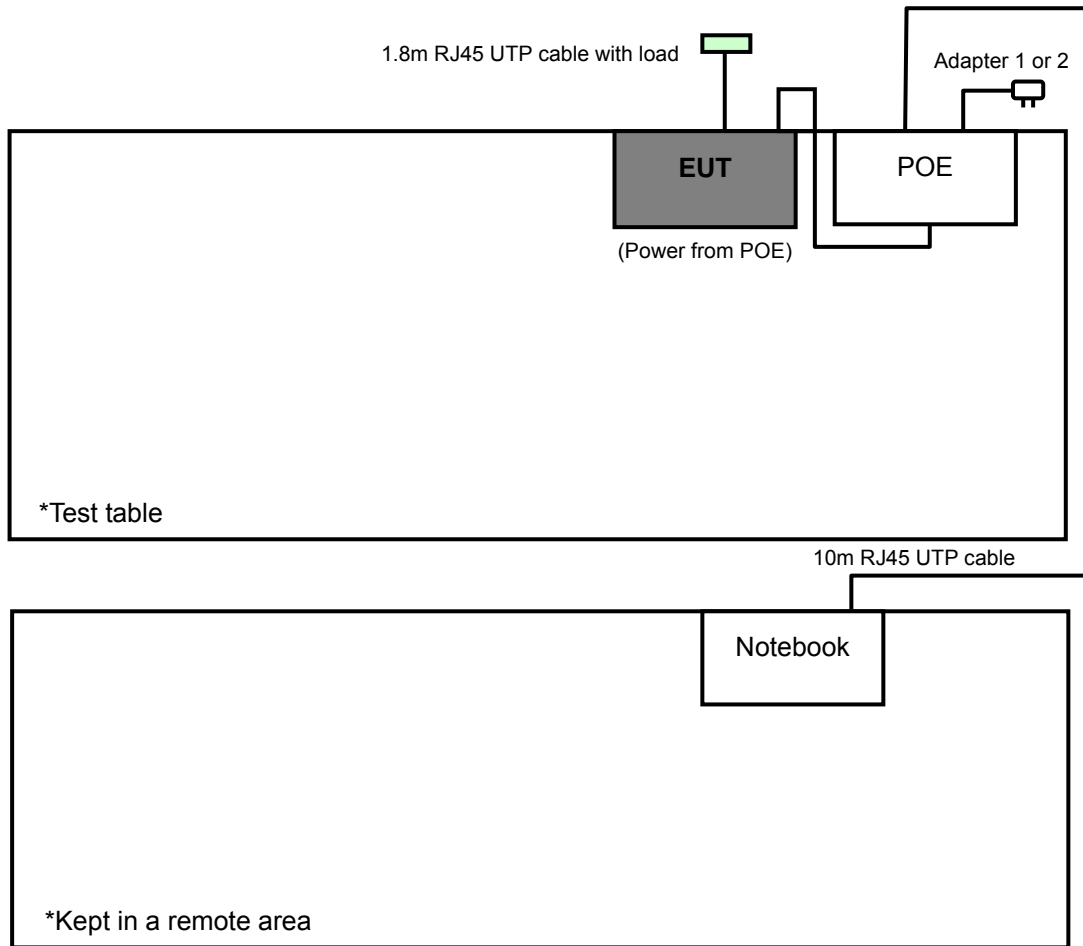 1.8m RJ45 UTP cable with load
Adapter 1 or 2
EUT
POE
(Power from POE)
*Test table
10m RJ45 UTP cable
Notebook
*Kept in a remote area